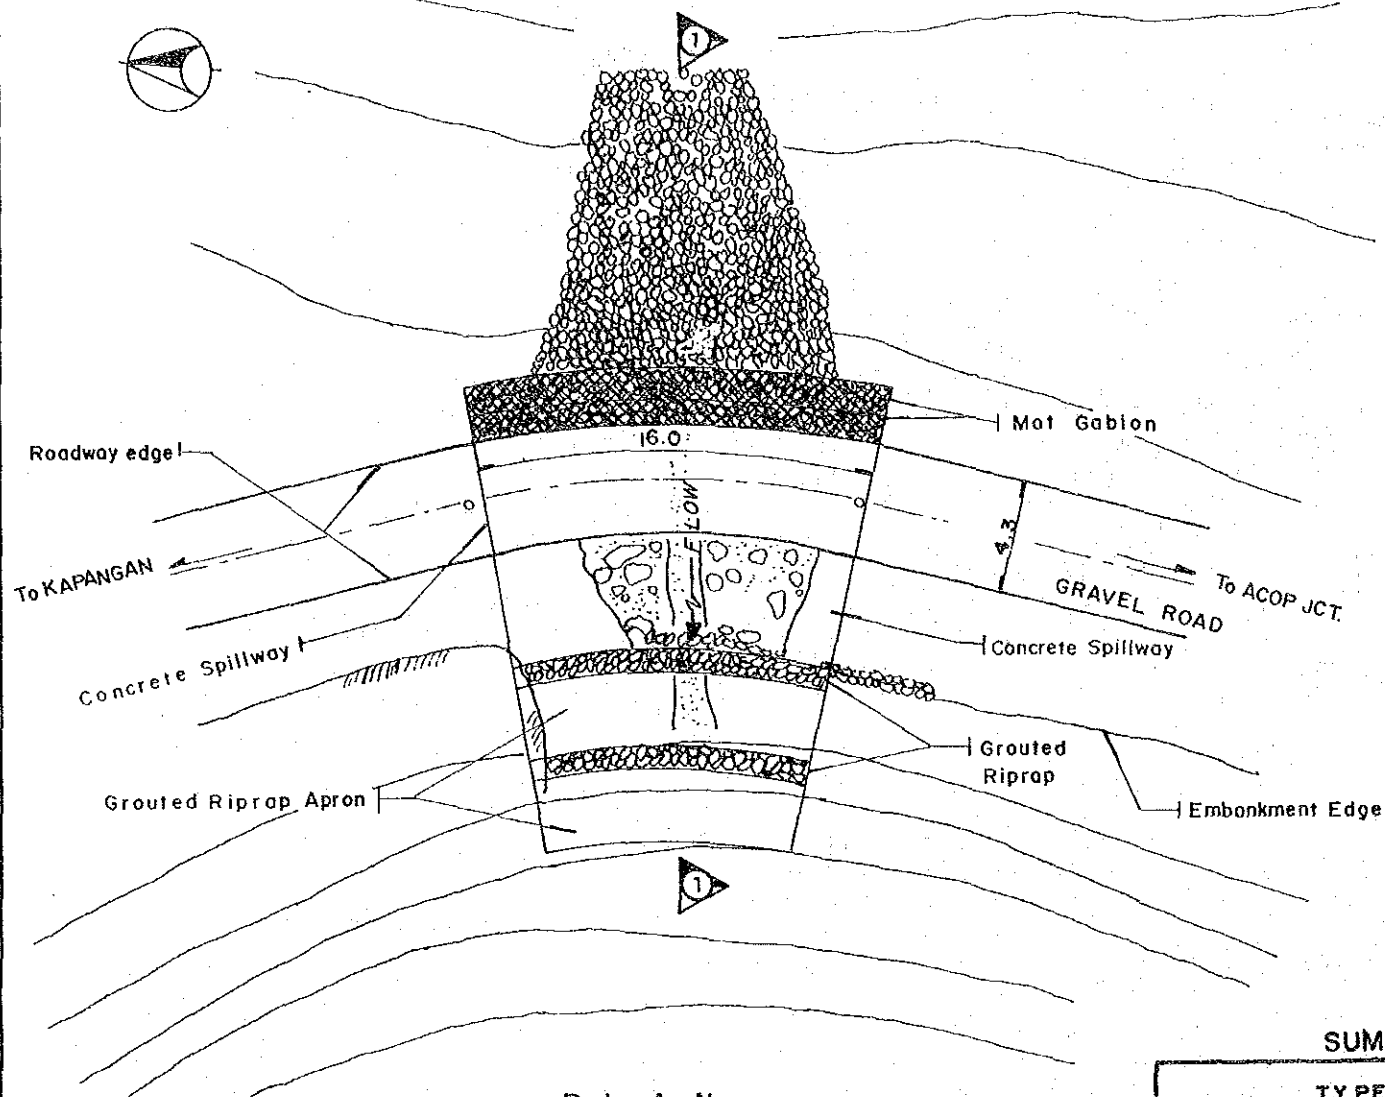 1
Mat Gabion
16.0
Roadway edge
FLOW
4.3
To KAPANGAN
To ACOP JCT.
GRAVEL ROAD
Concrete Spillway
Concrete Spillway
Grouted
Riprap
Grouted Riprap Apron
Embankment Edge
1
SUM
TYPE